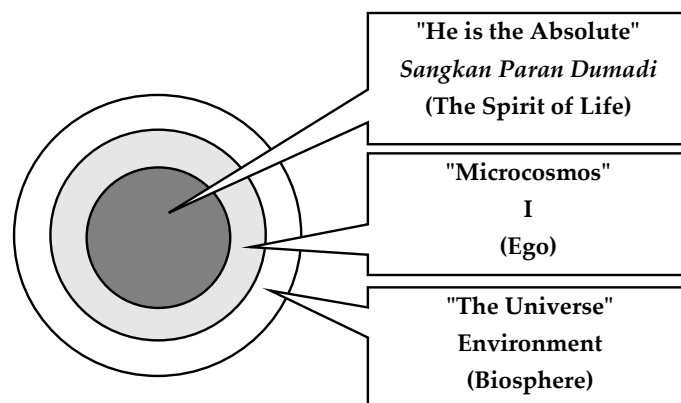 "He is the Absolute"
Sangkan Paran Dumadi
(The Spirit of Life)
"Microcosmos"
I
(Ego)
"The Universe"
Environment
(Biosphere)